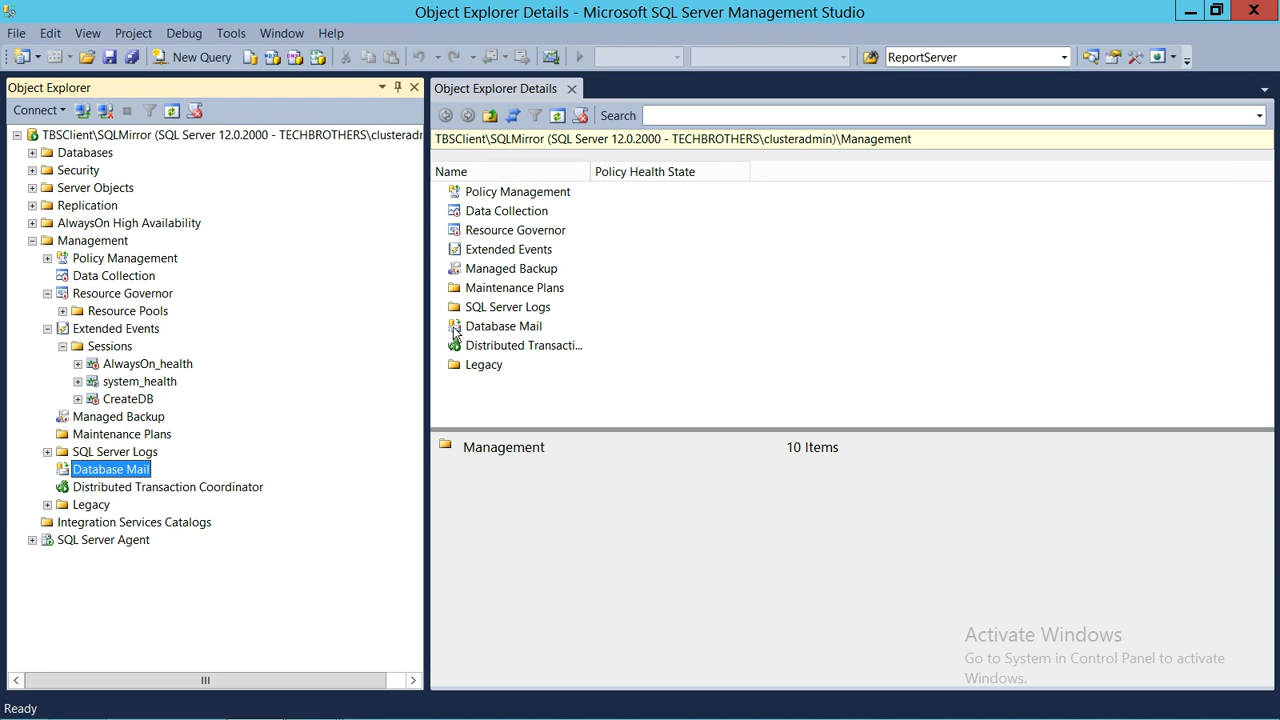 Object Explorer Details - Microsoft SQL Server Management Studio
File Edit View Project Debug Tools Window Help
New Query ReportServer
Object Explorer
Connect
TBSClient\SQLMirror (SQL Server 12.0.2000 - TECHBROTHERS\clusteradr
Databases
Security
Server Objects
Replication
AlwaysOn High Availability
Management
Policy Management
Data Collection
Resource Governor
Resource Pools
Extended Events
Sessions
AlwaysOn_health
system_health
CreateDB
Managed Backup
Maintenance Plans
SQL Server Logs
Database Mail
Distributed Transaction Coordinator
Legacy
Integration Services Catalogs
SQL Server Agent
Object Explorer Details
Search
TBSClient\SQLMirror (SQL Server 12.0.2000 - TECHBROTHERS\clusteradmin)\Management
Name Policy Health State
Policy Management
Data Collection
Resource Governor
Extended Events
Managed Backup
Maintenance Plans
SQL Server Logs
Database Mail
Distributed Transacti...
Legacy
Management 10 Items
Activate Windows
Go to System in Control Panel to activate
Windows.
Ready